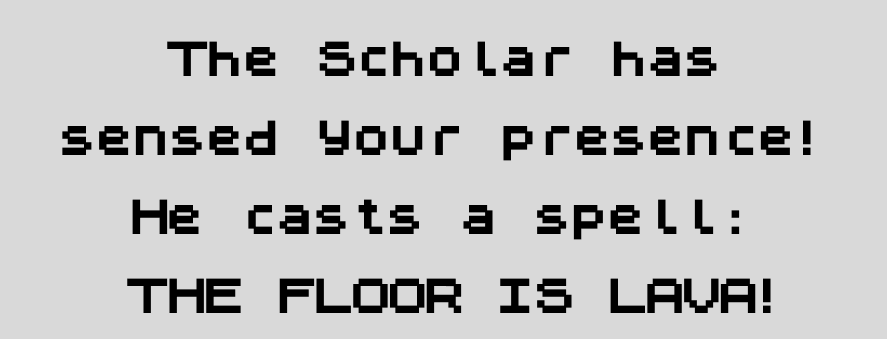 The Scholar has
sensed Your presence!
He casts a spell:
THE FLOOR IS LAVA!